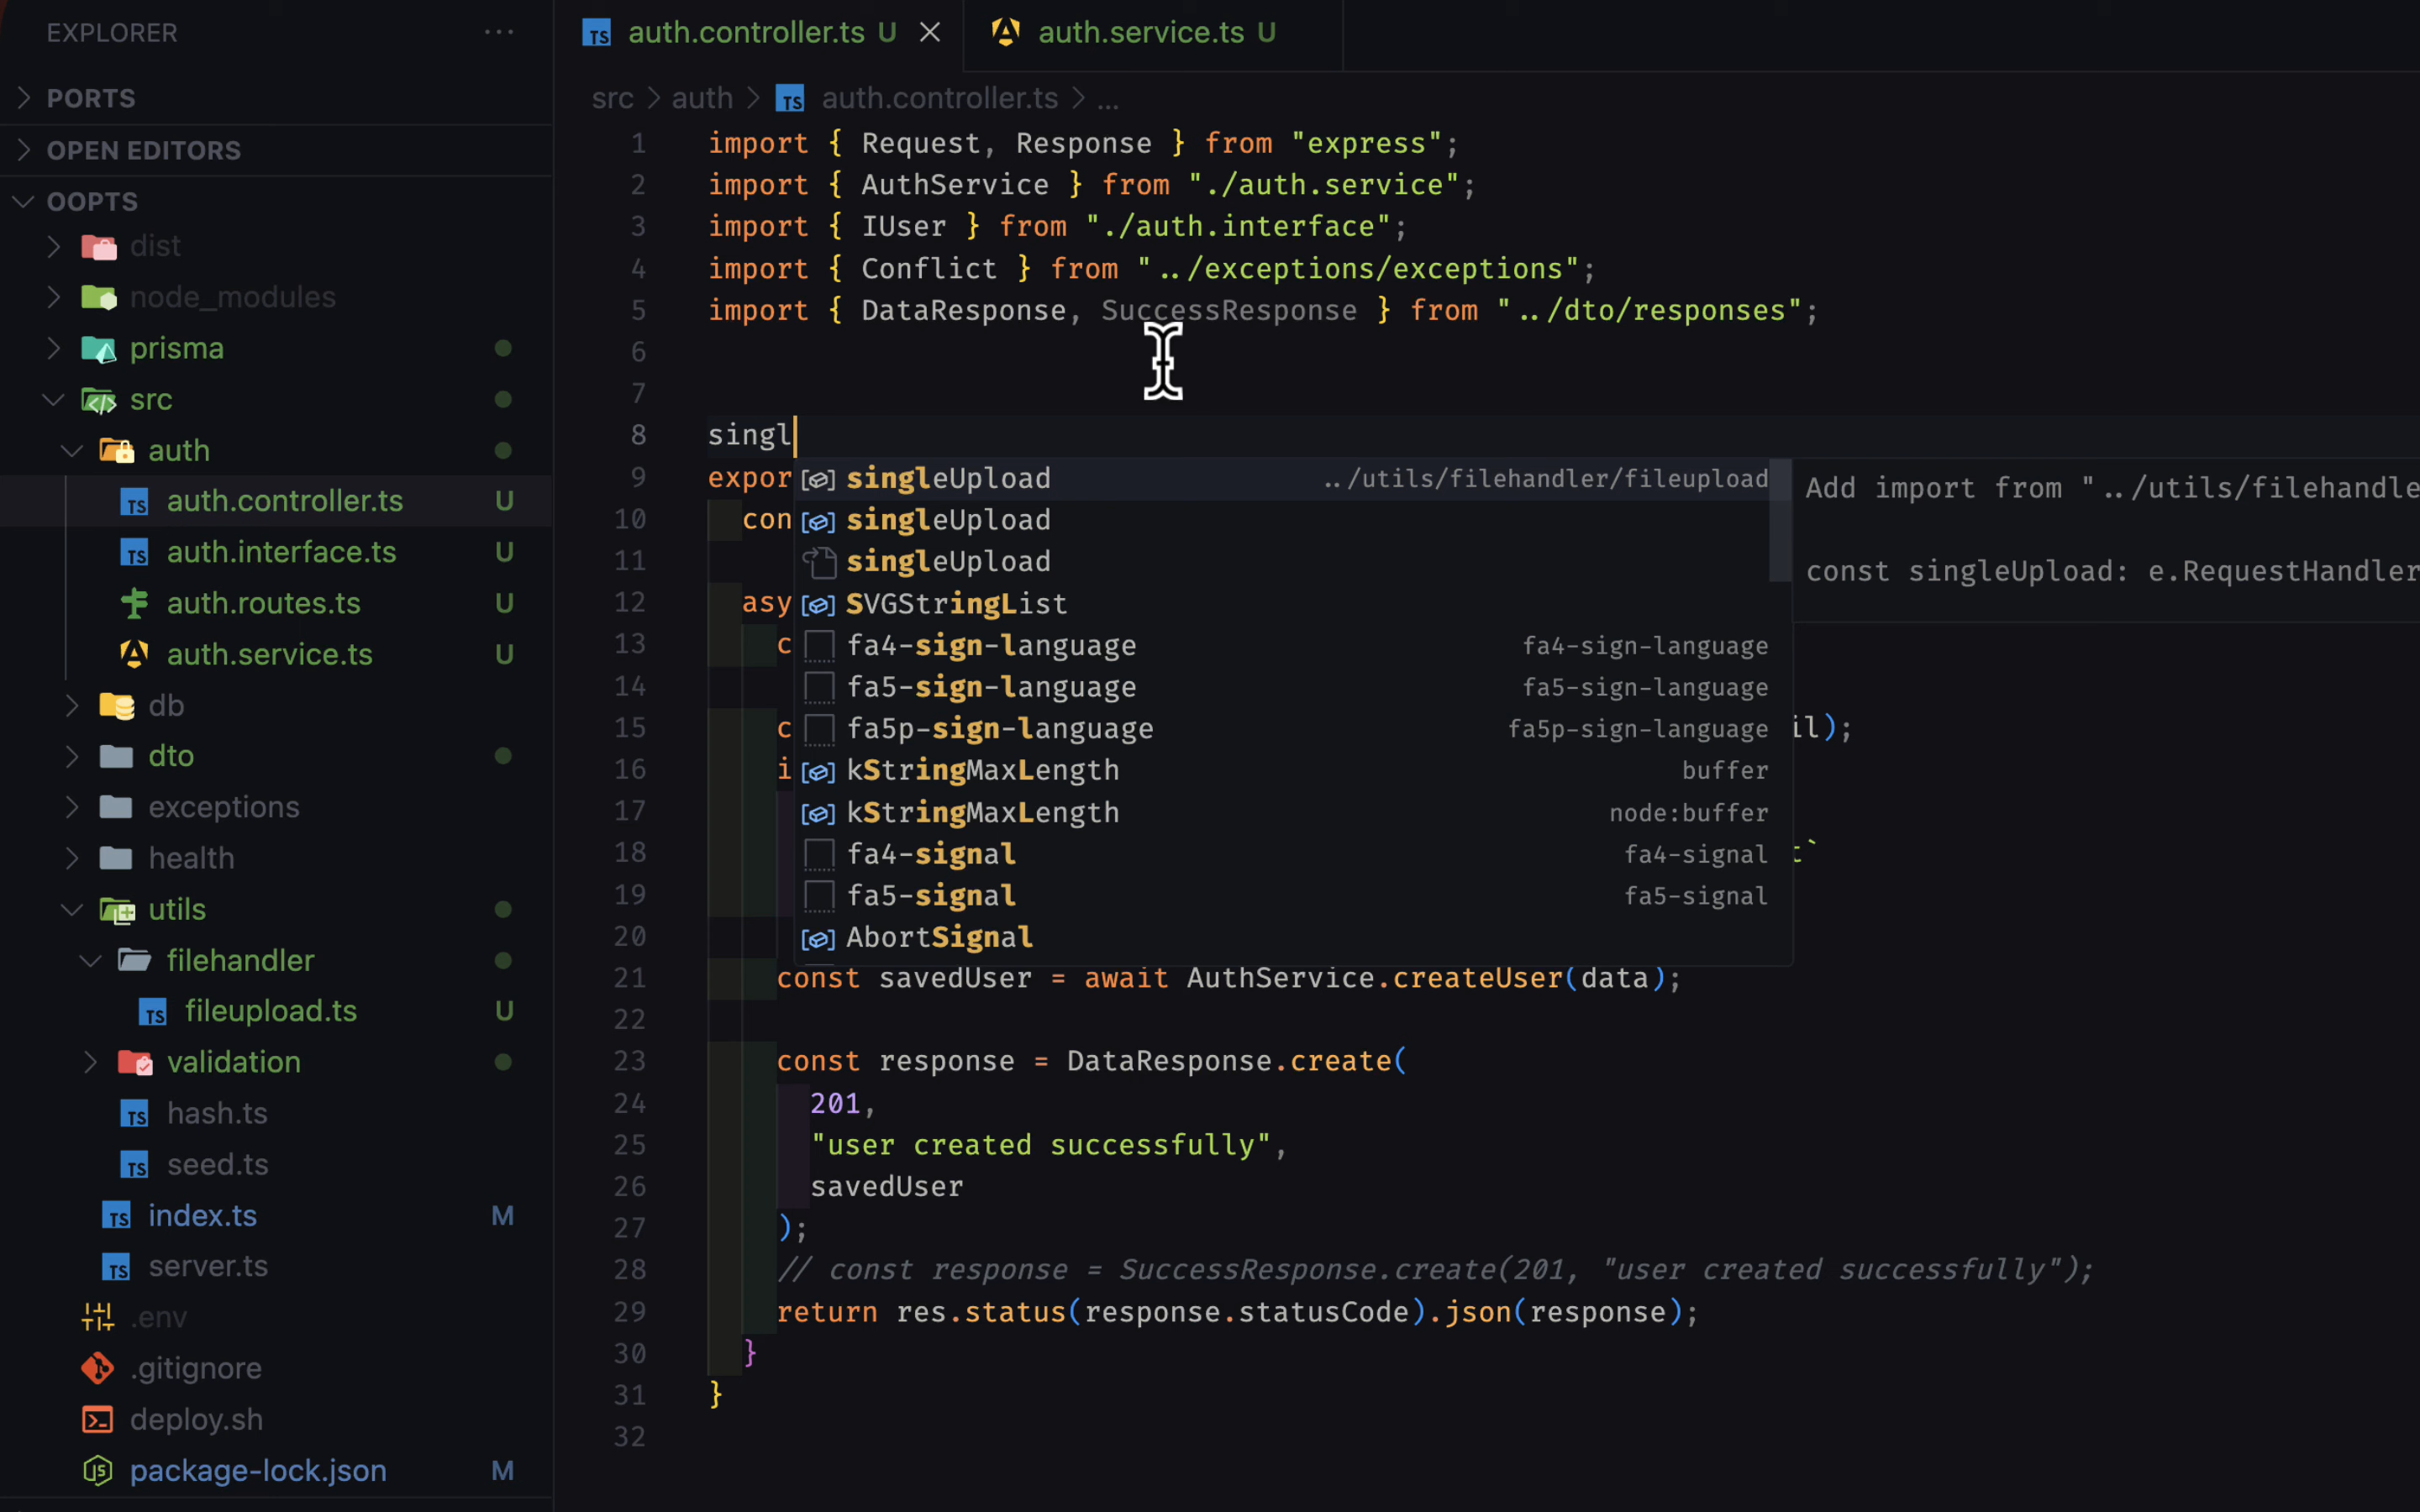 EXPLORER
PORTS
OPEN EDITORS
OOPTS
dist
node_modules
prisma
src
auth
auth.controller.ts U
auth.interface.ts U
auth.routes.ts U
auth.service.ts U
db
dto
exceptions
health
utils
filehandler
fileupload.ts U
validation
hash.ts
seed.ts
index.ts M
server.ts
.env
.gitignore
deploy.sh
package-lock.json M
auth.controller.ts U
auth.service.ts U
src > auth > TS auth.controller.ts > ...
1 import { Request, Response } from "express";
2 import { AuthService } from "./auth.service";
3 import { IUser } from "./auth.interface";
4 import { Conflict } from "../exceptions/exceptions";
5 import { DataResponse, SuccessResponse } from "../dto/responses";
6
7
8 singl
9 expor
10 con
11
12 asy
13 c
14
15 c il);
16 i
17
18 t`
19
20
21 const savedUser = await AuthService.createUser(data);
22
23 const response = DataResponse.create(
24 201,
25 "user created successfully",
26 savedUser
27 );
28 // const response = SuccessResponse.create(201, "user created successfully");
29 return res.status(response.statusCode).json(response);
30 }
31 }
32
singleUpload ../utils/filehandler/fileupload
singleUpload
singleUpload
SVGStringList
fa4-sign-language fa4-sign-language
fa5-sign-language fa5-sign-language
fa5p-sign-language fa5p-sign-language
kStringMaxLength buffer
kStringMaxLength node:buffer
fa4-signal fa4-signal
fa5-signal fa5-signal
AbortSignal
Add import from "../utils/filehandle
const singleUpload: e.RequestHandler